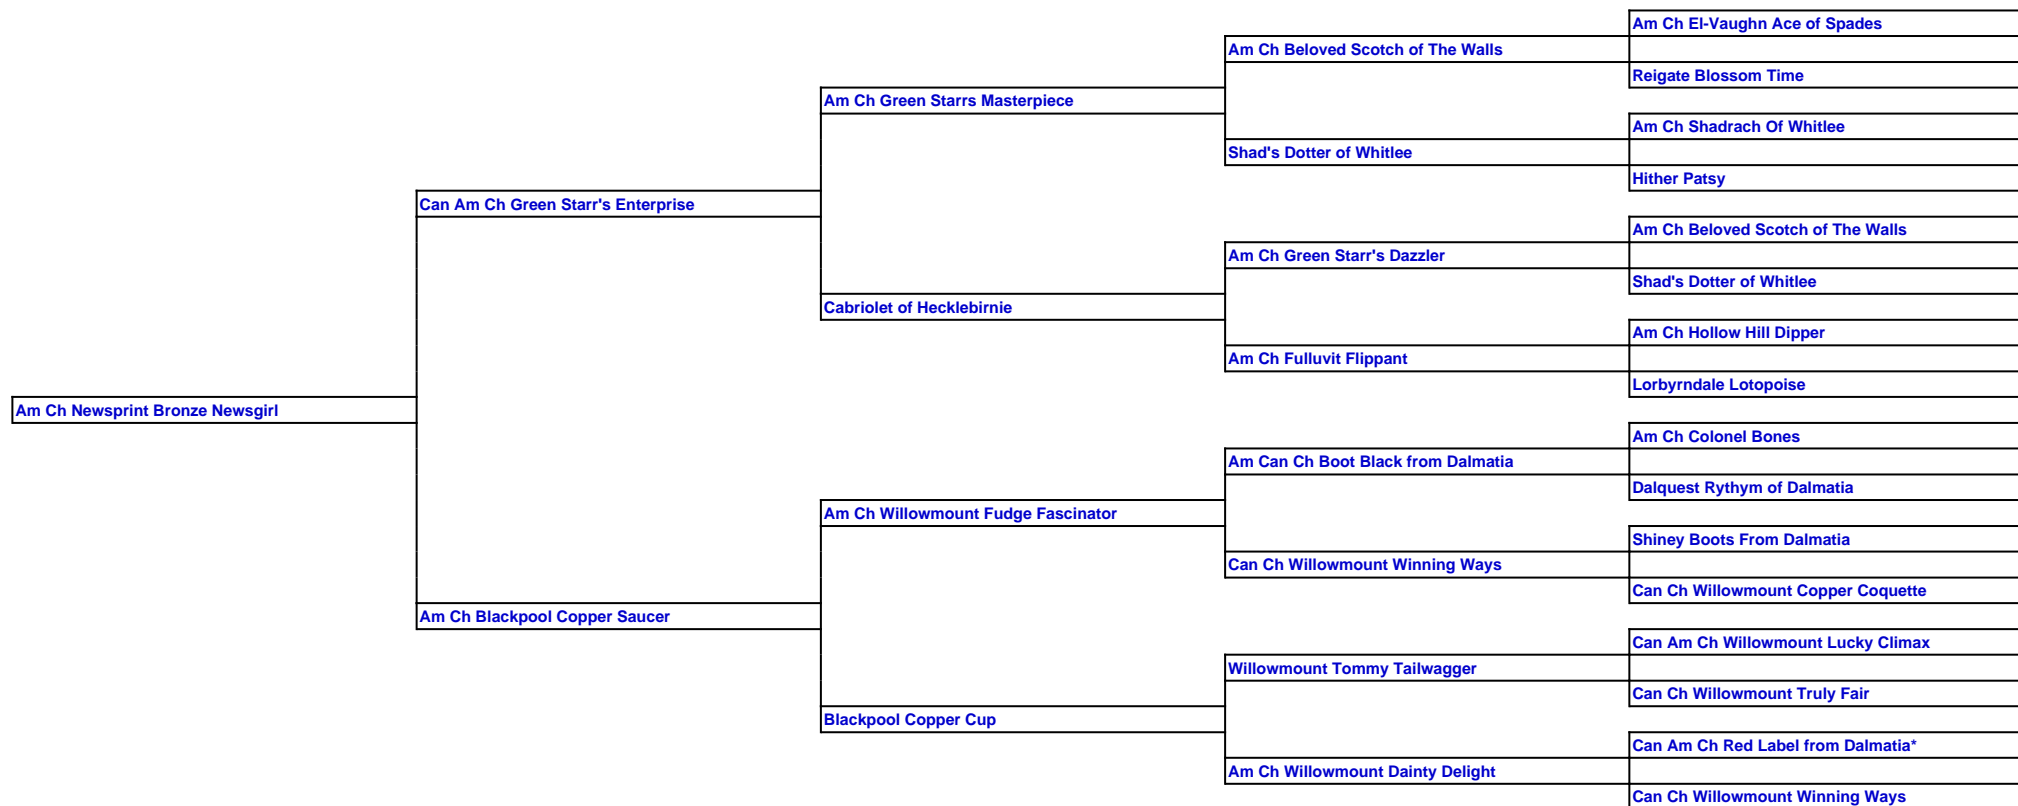 Am Ch El-Vaughn Ace of Spades
Am Ch Beloved Scotch of The Walls
Reigate Blossom Time
Am Ch Green Starrs Masterpiece
Am Ch Shadrach Of Whitlee
Shad's Dotter of Whitlee
Hither Patsy
Can Am Ch Green Starr's Enterprise
Am Ch Beloved Scotch of The Walls
Am Ch Green Starr's Dazzler
Shad's Dotter of Whitlee
Cabriolet of Hecklebirnie
Am Ch Hollow Hill Dipper
Am Ch Fulluvit Flippant
Lorbyrndale Lotopoise
Am Ch Newsprint Bronze Newsgirl
Am Ch Colonel Bones
Am Can Ch Boot Black from Dalmatia
Dalquest Rythym of Dalmatia
Am Ch Willowmount Fudge Fascinator
Shiney Boots From Dalmatia
Can Ch Willowmount Winning Ways
Can Ch Willowmount Copper Coquette
Am Ch Blackpool Copper Saucer
Can Am Ch Willowmount Lucky Climax
Willowmount Tommy Tailwagger
Can Ch Willowmount Truly Fair
Blackpool Copper Cup
Can Am Ch Red Label from Dalmatia*
Am Ch Willowmount Dainty Delight
Can Ch Willowmount Winning Ways